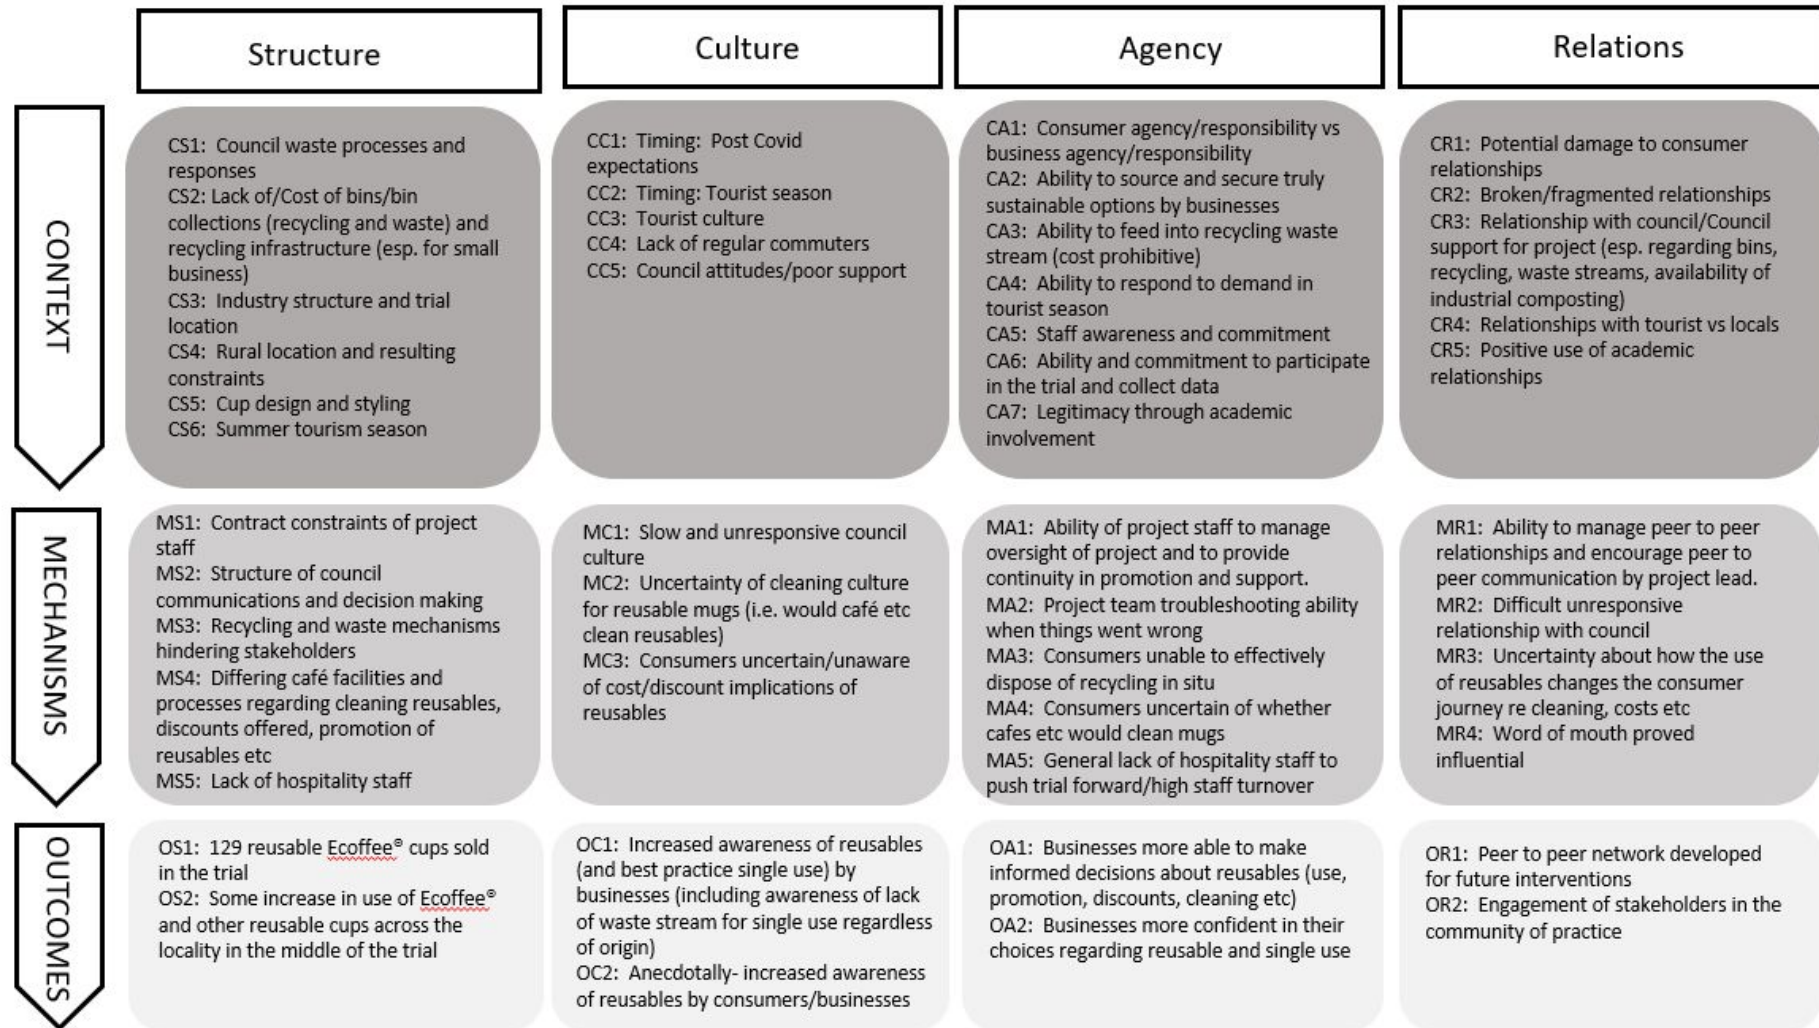 Structure
Culture
Agency
Relations
CONTEXT
CS1: Council waste processes and
responses
CS2: Lack of/Cost of bins/bin
collections (recycling and waste) and
recycling infrastructure (esp. for small
business)
CS3: Industry structure and trial
location
CS4: Rural location and resulting
constraints
CS5: Cup design and styling
CS6: Summer tourism season
CC1: Timing: Post Covid
expectations
CC2: Timing: Tourist season
CC3: Tourist culture
CC4: Lack of regular commuters
CC5: Council attitudes/poor support
CA1: Consumer agency/responsibility vs
business agency/responsibility
CA2: Ability to source and secure truly
sustainable options by businesses
CA3: Ability to feed into recycling waste
stream (cost prohibitive)
CA4: Ability to respond to demand in
tourist season
CA5: Staff awareness and commitment
CA6: Ability and commitment to participate
in the trial and collect data
CA7: Legitimacy through academic
involvement
CR1: Potential damage to consumer
relationships
CR2: Broken/fragmented relationships
CR3: Relationship with council/Council
support for project (esp. regarding bins,
recycling, waste streams, availability of
industrial composting)
CR4: Relationships with tourist vs locals
CR5: Positive use of academic
relationships
MECHANISMS
MS1: Contract constraints of project
staff
MS2: Structure of council
communications and decision making
MS3: Recycling and waste mechanisms
hindering stakeholders
MS4: Differing café facilities and
processes regarding cleaning reusables,
discounts offered, promotion of
reusables etc
MS5: Lack of hospitality staff
MC1: Slow and unresponsive council
culture
MC2: Uncertainty of cleaning culture
for reusable mugs (i.e. would café etc
clean reusables)
MC3: Consumers uncertain/unaware
of cost/discount implications of
reusables
MA1: Ability of project staff to manage
oversight of project and to provide
continuity in promotion and support.
MA2: Project team troubleshooting ability
when things went wrong
MA3: Consumers unable to effectively
dispose of recycling in situ
MA4: Consumers uncertain of whether
cafes etc would clean mugs
MA5: General lack of hospitality staff to
push trial forward/high staff turnover
MR1: Ability to manage peer to peer
relationships and encourage peer to
peer communication by project lead.
MR2: Difficult unresponsive
relationship with council
MR3: Uncertainty about how the use
of reusables changes the consumer
journey re cleaning, costs etc
MR4: Word of mouth proved
influential
OUTCOMES
OS1: 129 reusable Ecoffee® cups sold
in the trial
OS2: Some increase in use of Ecoffee®
and other reusable cups across the
locality in the middle of the trial
OC1: Increased awareness of reusables
(and best practice single use) by
businesses (including awareness of lack
of waste stream for single use regardless
of origin)
OC2: Anecdotally- increased awareness
of reusables by consumers/businesses
OA1: Businesses more able to make
informed decisions about reusables (use,
promotion, discounts, cleaning etc)
OA2: Businesses more confident in their
choices regarding reusable and single use
OR1: Peer to peer network developed
for future interventions
OR2: Engagement of stakeholders in the
community of practice